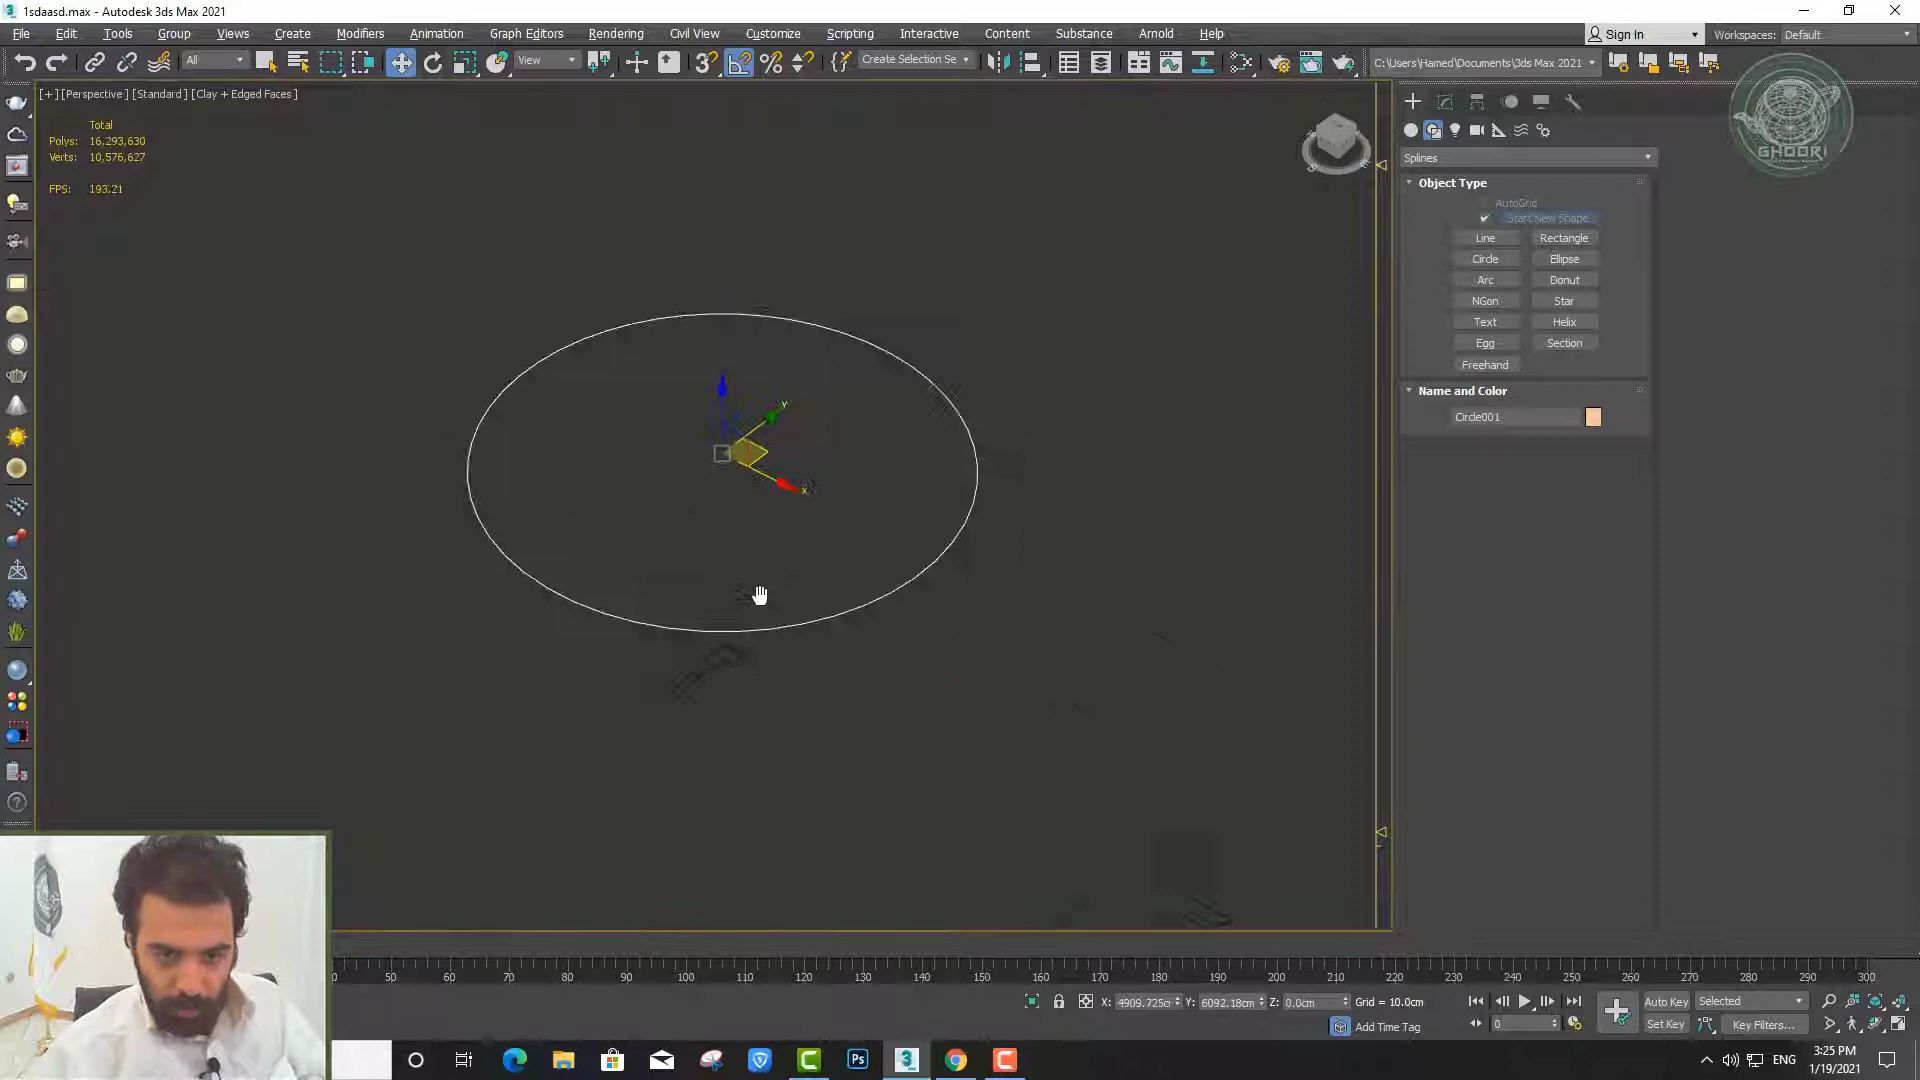 1sdaasd.max - Autodesk 3ds Max 2021
File Edit Tools Group Views Create Modifiers Animation Graph Editors Rendering Civil View Customize Scripting Interactive Content Substance Arnold Help
Sign In
Workspaces: Default
All
View
Create Selection Se
C:\Users\Hamed\Documents\3ds Max 2021
[+] [Perspective] [Standard] [Clay + Edged Faces]
Total
Polys: 16,293,630
Verts: 10,576,627
FPS: 193.21
GHOORI
Splines
Object Type
AutoGrid
Start New Shape
Line Rectangle
Circle Ellipse
Arc Donut
NGon Star
Text Helix
Egg Section
Freehand
Name and Color
Circle001
y
x
0 50 60 70 80 90 100 110 120 130 140 150 160 170 180 190 200 210 220 230 240 250 260 270 280 290 300
X: 4909.725c Y: 6092.18cm Z: 0.0cm Grid = 10.0cm
Add Time Tag
0
Auto Key Selected
Set Key Key Filters...
Ps
3
ENG
3:25 PM
1/19/2021